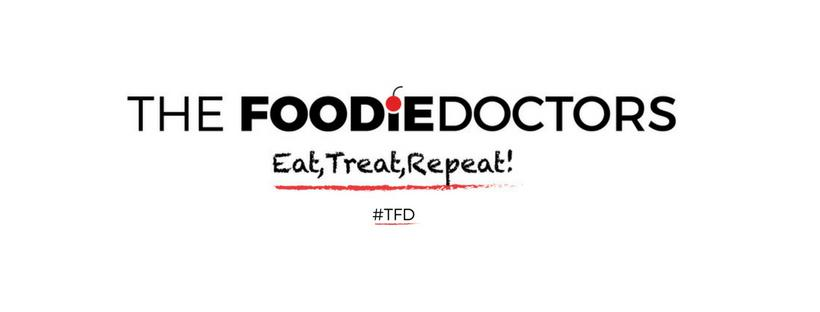 THE FOODiEDOCTORS
Eat,Treat,Repeat!
#TFD